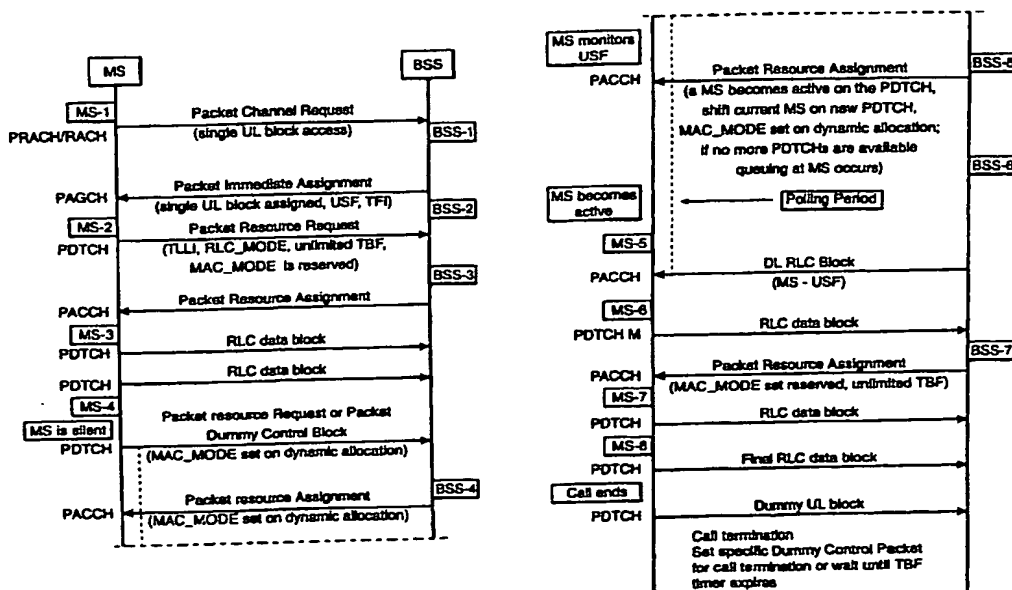 MS
BSS
MS-1
Packet Channel Request
PRACH/RACH
(single UL block access)
BSS-1
Packet Immediate Assignment
PAGCH
(single UL block assigned, USF, TFI)
BSS-2
MS-2
Packet Resource Request
PDTCH
(TLLI, RLC_MODE, unlimited TBF,
MAC_MODE is reserved)
BSS-3
Packet Resource Assignment
PACCH
MS-3
RLC data block
PDTCH
RLC data block
PDTCH
MS-4
Packet resource Request or Packet
MS is silent
Dummy Control Block
PDTCH
(MAC_MODE set on dynamic allocation)
BSS-4
Packet resource Assignment
PACCH
(MAC_MODE set on dynamic allocation)
MS monitors
USF
BSS-5
Packet Resource Assignment
PACCH
(a MS becomes active on the PDTCH,
shift current MS on new PDTCH,
MAC_MODE set on dynamic allocation;
if no more PDTCHs are available
queuing at MS occurs)
BSS-6
MS becomes
active
Polling Period
MS-5
DL RLC Block
PACCH
(MS - USF)
MS-6
RLC data block
PDTCH M
BSS-7
Packet Resource Assignment
PACCH
(MAC_MODE set reserved, unlimited TBF)
MS-7
RLC data block
PDTCH
MS-8
Final RLC data block
PDTCH
Call ends
Dummy UL block
PDTCH
Call termination
Set specific Dummy Control Packet
for call termination or wait until TBF
timer expires